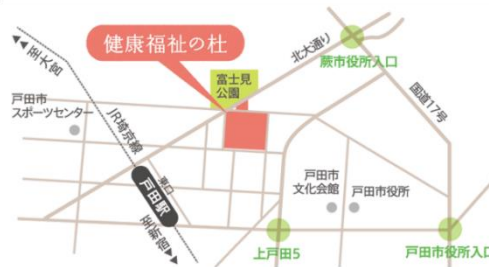 至大宮
健康福祉の杜
北大通り
蕨市役所入口
富士見
公園
国道17号
戸田市
スポーツセンター
JR埼京線
東口
戸田駅
至新宿
戸田市
文化会館
戸田市役所
上戸田5
戸田市役所入口